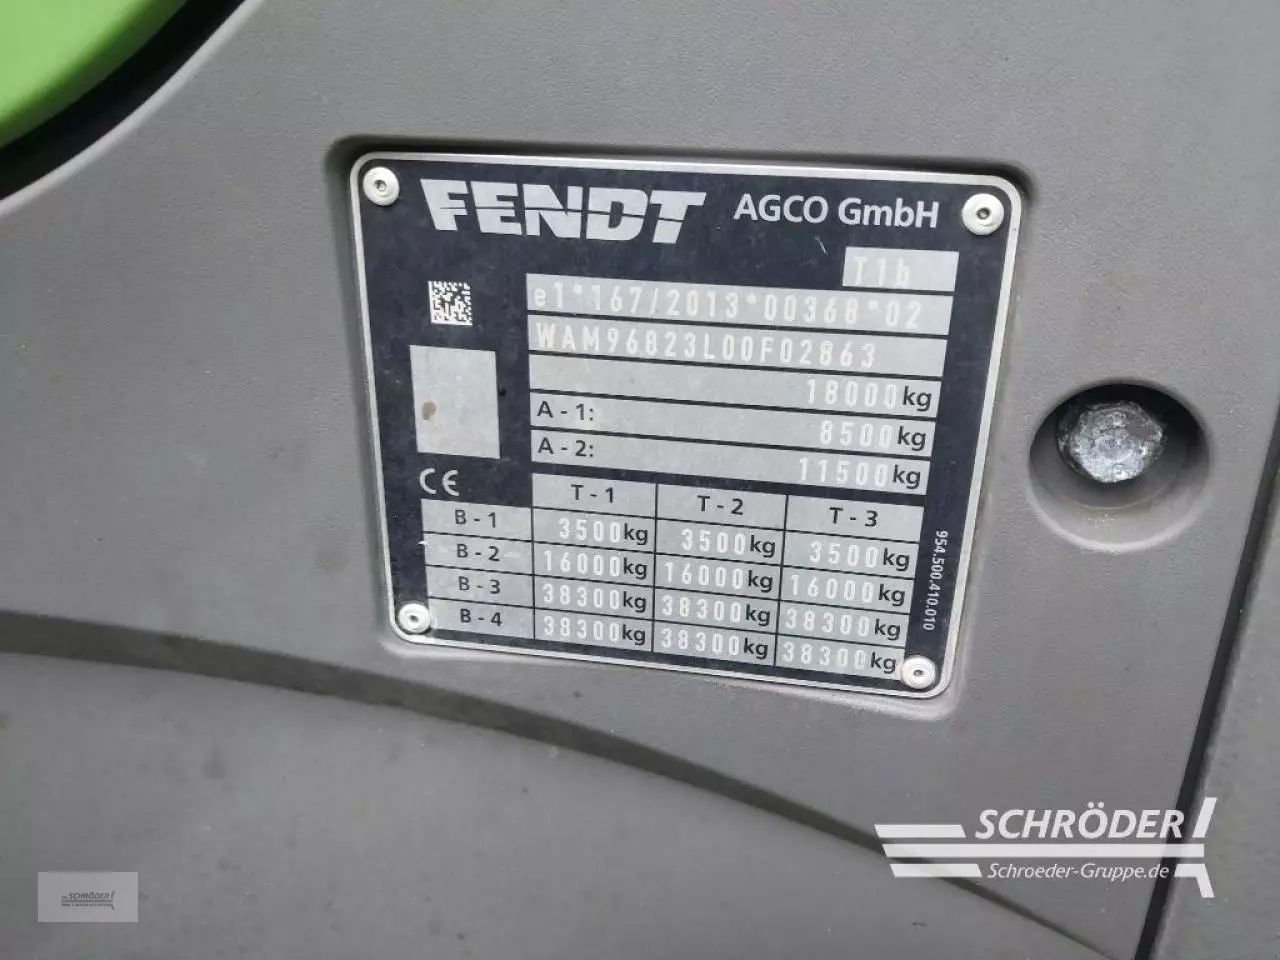 FENDT AGCO GmbH
T1b
e1*167/2013*00368*02
WAM96823L00F02863
18000kg
A - 1: 8500kg
A - 2: 11500kg
CE
T - 1 T - 2 T - 3
B - 1 3500kg 3500kg 3500kg
B - 2 16000kg 16000kg 16000kg
B - 3 38300kg 38300kg 38300kg
B - 4 38300kg 38300kg 38300kg
954.500.410.010
SCHRÖDER
Schroeder-Gruppe.de
SCHRÖDER